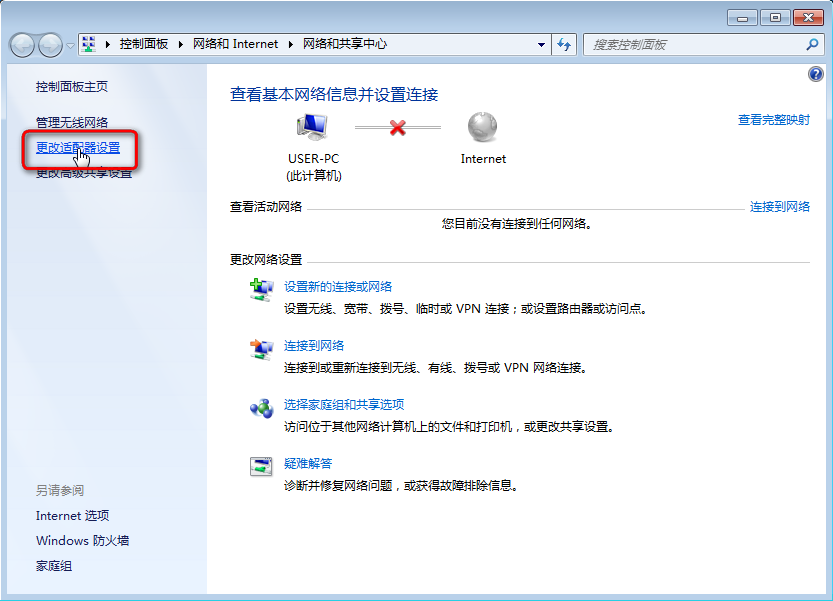 控制面板 ▸ 网络和 Internet ▸ 网络和共享中心
搜索控制面板
控制面板主页
管理无线网络
更改适配器设置
更改高级共享设置
查看基本网络信息并设置连接
查看完整映射
USER-PC
(此计算机)
Internet
查看活动网络
连接到网络
您目前没有连接到任何网络。
更改网络设置
设置新的连接或网络
设置无线、宽带、拨号、临时或 VPN 连接；或设置路由器或访问点。
连接到网络
连接到或重新连接到无线、有线、拨号或 VPN 网络连接。
选择家庭组和共享选项
访问位于其他网络计算机上的文件和打印机，或更改共享设置。
疑难解答
诊断并修复网络问题，或获得故障排除信息。
另请参阅
Internet 选项
Windows 防火墙
家庭组